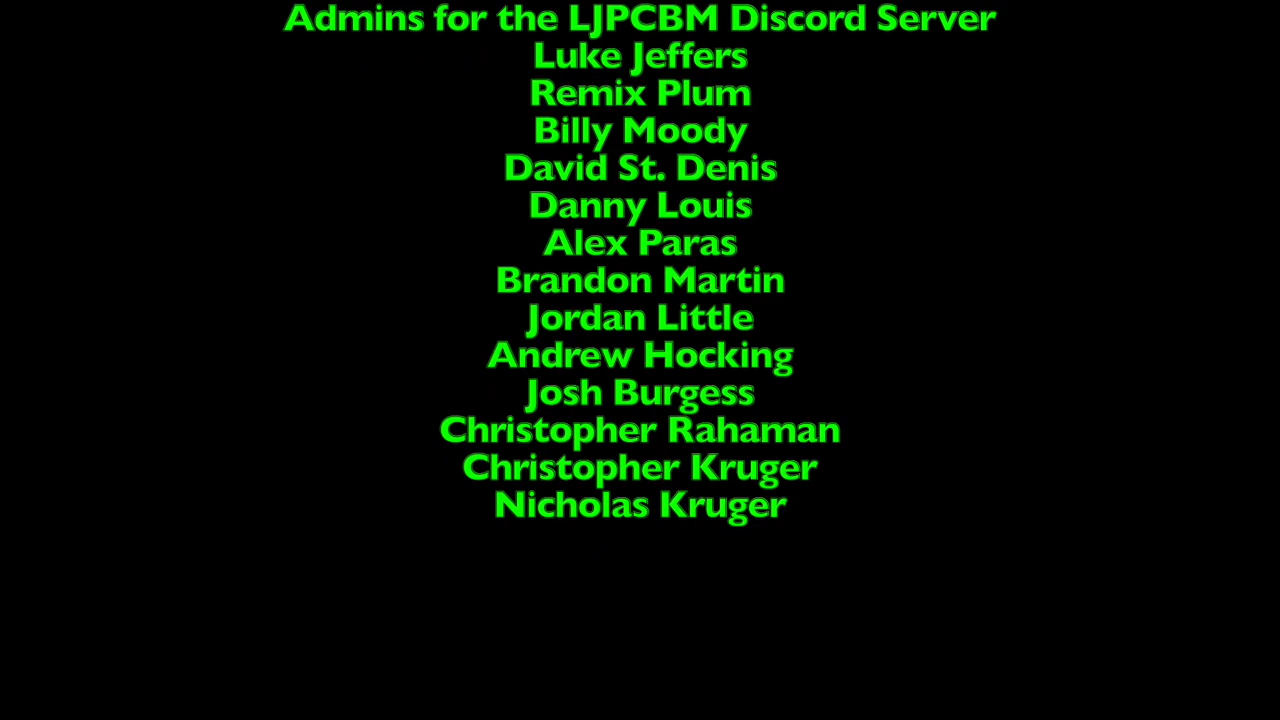 Admins for the LJPCBM Discord Server
Luke Jeffers
Remix Plum
Billy Moody
David St. Denis
Danny Louis
Alex Paras
Brandon Martin
Jordan Little
Andrew Hocking
Josh Burgess
Christopher Rahaman
Christopher Kruger
Nicholas Kruger